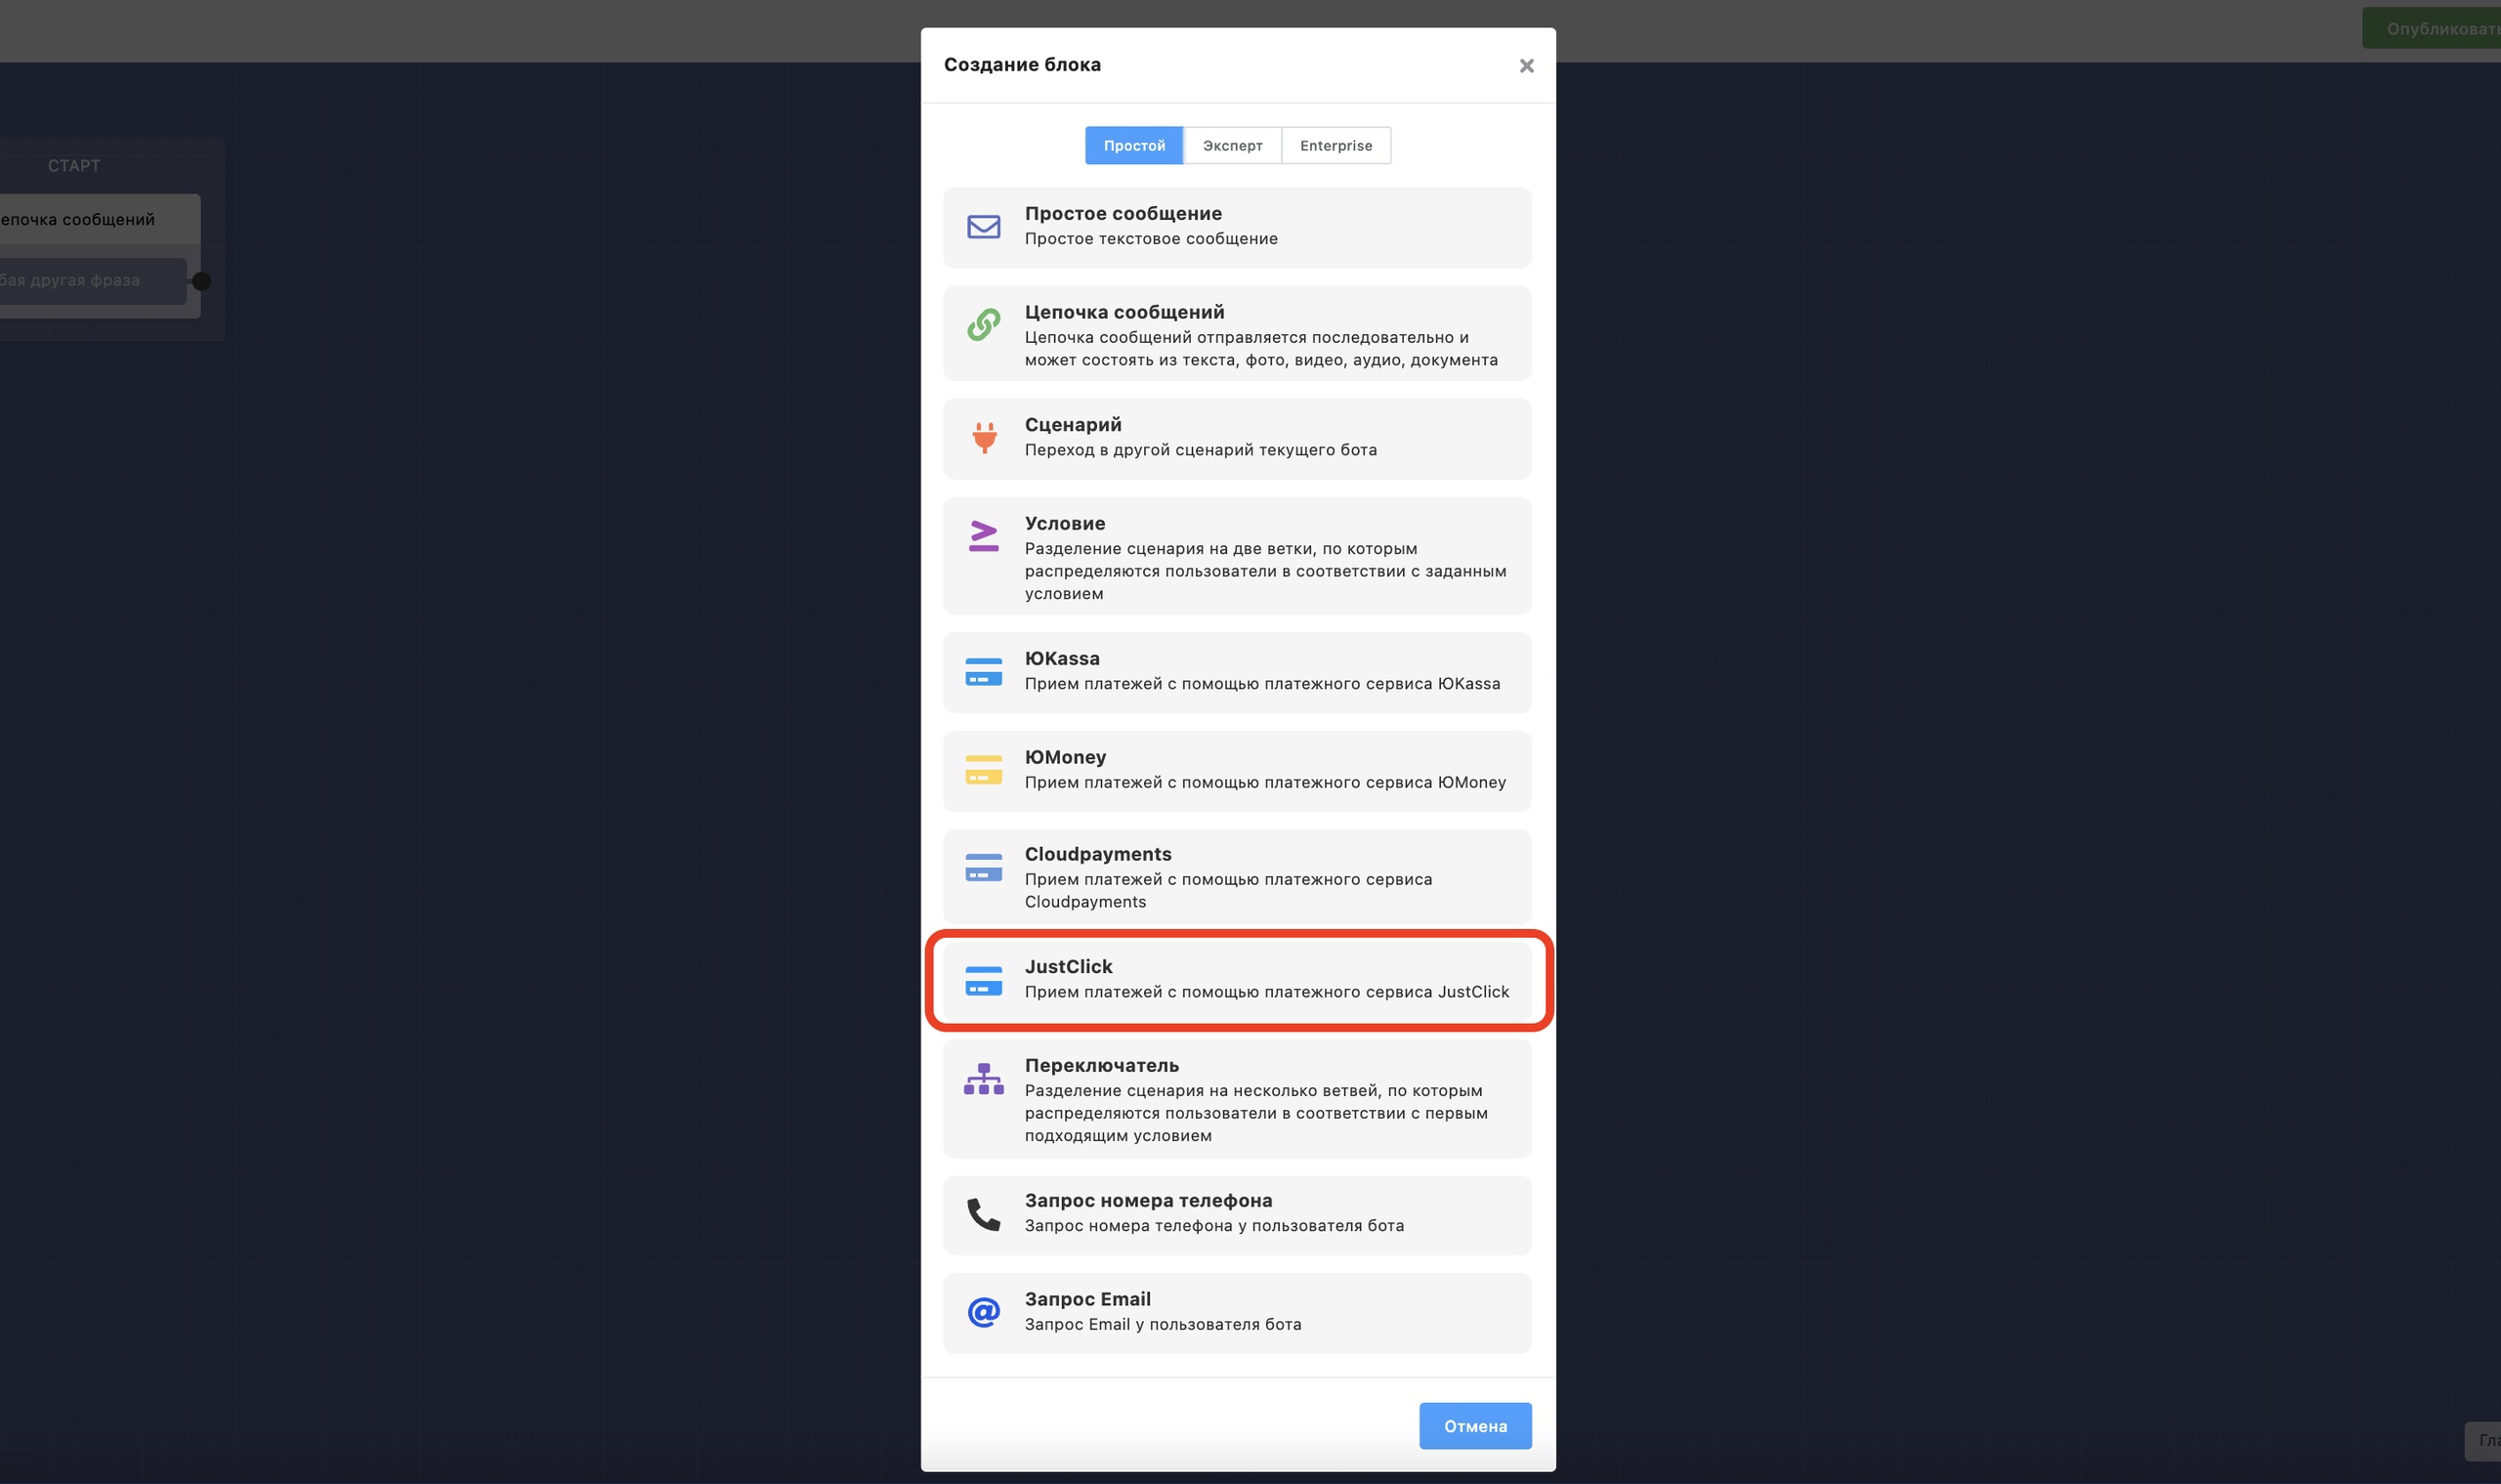 Опубликовать
Создание блока
Простой
Эксперт
Enterprise
СТАРТ
сообщений
другая фраза
Простое сообщение
Простое текстовое сообщение
Цепочка сообщений
Цепочка сообщений отправляется последовательно и
может состоять из текста, фото, видео, аудио, документа
Сценарий
Переход в другой сценарий текущего бота
Условие
Разделение сценария на две ветки, по которым
распределяются пользователи в соответствии с заданным
условием
ЮKassa
Прием платежей с помощью платежного сервиса ЮKassa
ЮMoney
Прием платежей с помощью платежного сервиса ЮMoney
Cloudpayments
Прием платежей с помощью платежного сервиса
Cloudpayments
JustClick
Прием платежей с помощью платежного сервиса JustClick
Переключатель
Разделение сценария на несколько ветвей, по которым
распределяются пользователи в соответствии с первым
подходящим условием
Запрос номера телефона
Запрос номера телефона у пользователя бота
Запрос Email
Запрос Email у пользователя бота
Отмена